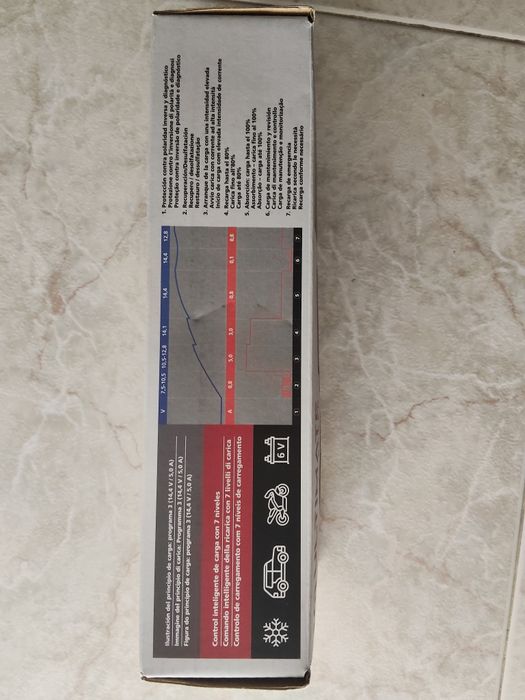 Ilustración del principio de carga: programa 3 (14,4 V / 5,0 A)
Immagine del principio di carica: Programma 3 (14,4 V / 5,0 A)
Figura do princípio de carga: programa 3 (14,4 V / 5,0 A)
Control inteligente de carga con 7 niveles
Comando intelligente della ricarica con 7 livelli di carica
Controlo de carregamento com 7 níveis de carregamento
6 V
V 7,5-10,5 10,5-12,8 14,1 14,4 14,4 12,8
A 0,8 5,0 3,0 0,8 0,1 0,8
1 2 3 4 5 6 7
1. Protección contra polaridad inversa y diagnóstico
Protezione contro l'inversione di polarità e diagnosi
Proteção contra inversão de polaridade e diagnóstico
2. Recuperación/Desulfatación
Recupero / desolfatazione
Restauro / dessulfatação
3. Arranque de la carga con una intensidad elevada
Avvio carica con corrente ad alta intensità
Início de carga com elevada intensidade de corrente
4. Recarga hasta el 80%
Carica fino all'80%
Carga até 80%
5. Absorción: carga hasta el 100%
Assorbimento – carica fino al 100%
Absorção – carga até 100%
6. Carga de mantenimiento y revisión
Carica di mantenimento e controllo
Carga de manutenção e monitorização
7. Recarga de emergencia
Ricarica secondo la necessità
Recarga conforme necessário